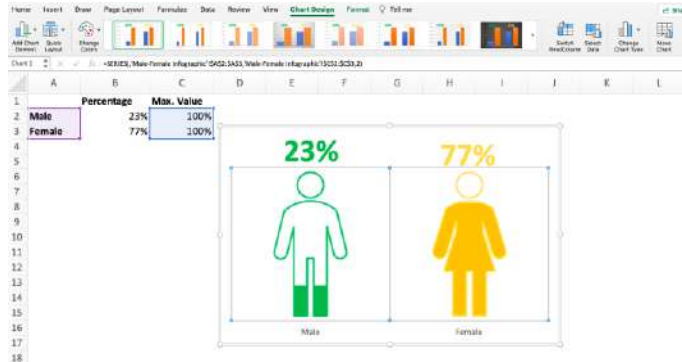 Home Insert Draw Page Layout Formulas Data Review View Chart Design Format Tell me
Add Chart Element Quick Layout Change Colors Switch Row/Column Select Data Change Chart Type Move Chart
Chart 1 fx =SERIES(,'Male-Female Infographic'!$A$2:$A$3,'Male-Female Infographic'!$C$2:$C$3,2)
A B C D E F G H I J K L
1 Percentage Max. Value
2 Male 23% 100%
3 Female 77% 100%
4
5 23% 77%
6
7
8
9
10
11
12
13
14
15
16 Male Female
17
18